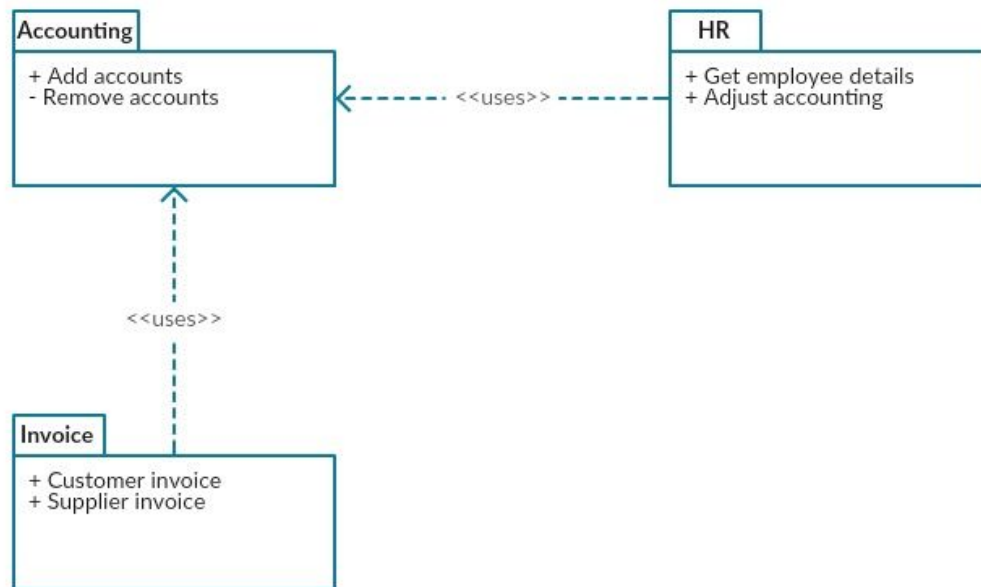 Accounting
+ Add accounts
- Remove accounts
HR
+ Get employee details
+ Adjust accounting
<<uses>>
<<uses>>
Invoice
+ Customer invoice
+ Supplier invoice